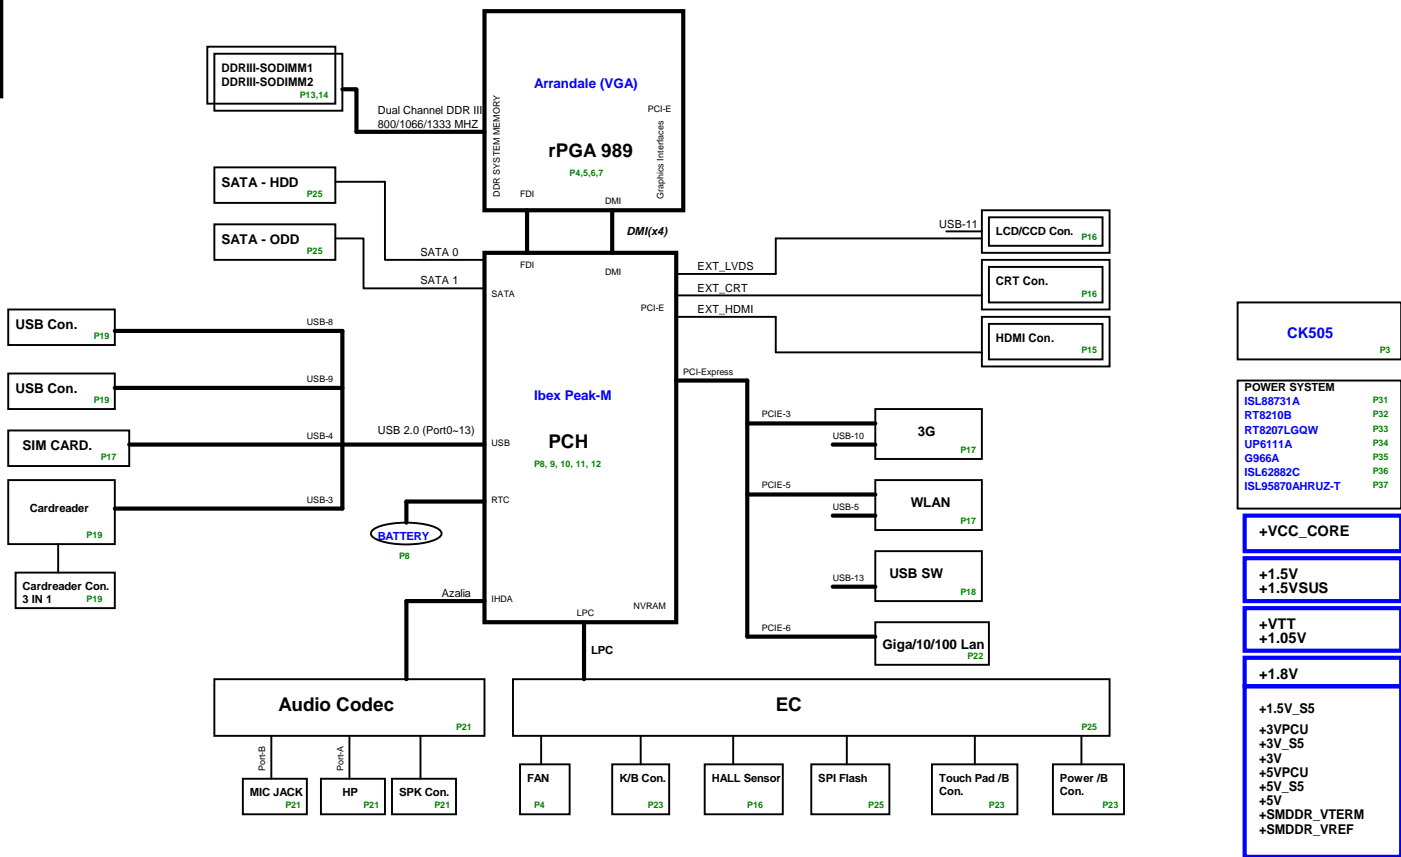 Arrandale (VGA)
PCI-E
rPGA 989
P4,5,6,7
DDR SYSTEM MEMORY
Graphics Interfaces
FDI
DMI
DDRIII-SODIMM1
DDRIII-SODIMM2
P13,14
Dual Channel DDR III
800/1066/1333 MHZ
SATA - HDD
P25
SATA - ODD
P25
SATA 0
SATA 1
DMI(x4)
FDI
DMI
SATA
PCI-E
Ibex Peak-M
PCH
P8, 9, 10, 11, 12
USB
RTC
IHDA
LPC
NVRAM
EXT_LVDS
EXT_CRT
EXT_HDMI
USB-11
LCD/CCD Con.
P16
CRT Con.
P16
HDMI Con.
P15
USB Con.
P19
USB-8
USB Con.
P19
USB-9
SIM CARD.
P17
USB-4
USB 2.0 (Port0~13)
Cardreader
P19
USB-3
Cardreader Con.
3 IN 1
P19
BATTERY
P8
Azalia
PCI-Express
PCIE-3
USB-10
3G
P17
PCIE-5
USB-5
WLAN
P17
USB-13
USB SW
P18
PCIE-6
Giga/10/100 Lan
P22
LPC
Audio Codec
P21
Port-B
Port-A
MIC JACK
P21
HP
P21
SPK Con.
P21
EC
P25
FAN
P4
K/B Con.
P23
HALL Sensor
P16
SPI Flash
P25
Touch Pad /B
Con.
P23
Power /B
Con.
P23
CK505
P3
POWER SYSTEM
ISL88731A P31
RT8210B P32
RT8207LGQW P33
UP6111A P34
G966A P35
ISL62882C P36
ISL95870AHRUZ-T P37
+VCC_CORE
+1.5V
+1.5VSUS
+VTT
+1.05V
+1.8V
+1.5V_S5
+3VPCU
+3V_S5
+3V
+5VPCU
+5V_S5
+5V
+SMDDR_VTERM
+SMDDR_VREF